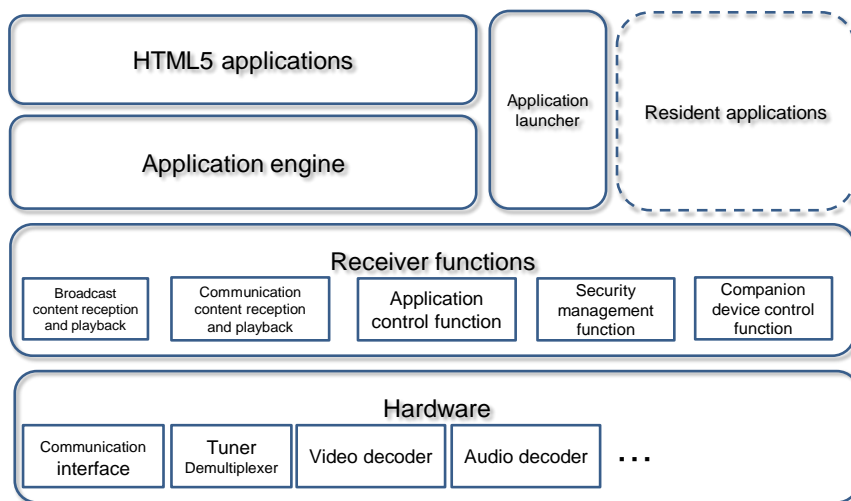 HTML5 applications
Application
launcher
Resident applications
Application engine
Receiver functions
Broadcast
content reception
and playback
Communication
content reception
and playback
Application
control function
Security
management
function
Companion
device control
function
Hardware
Communication
interface
Tuner
Demultiplexer
Video decoder
Audio decoder
...